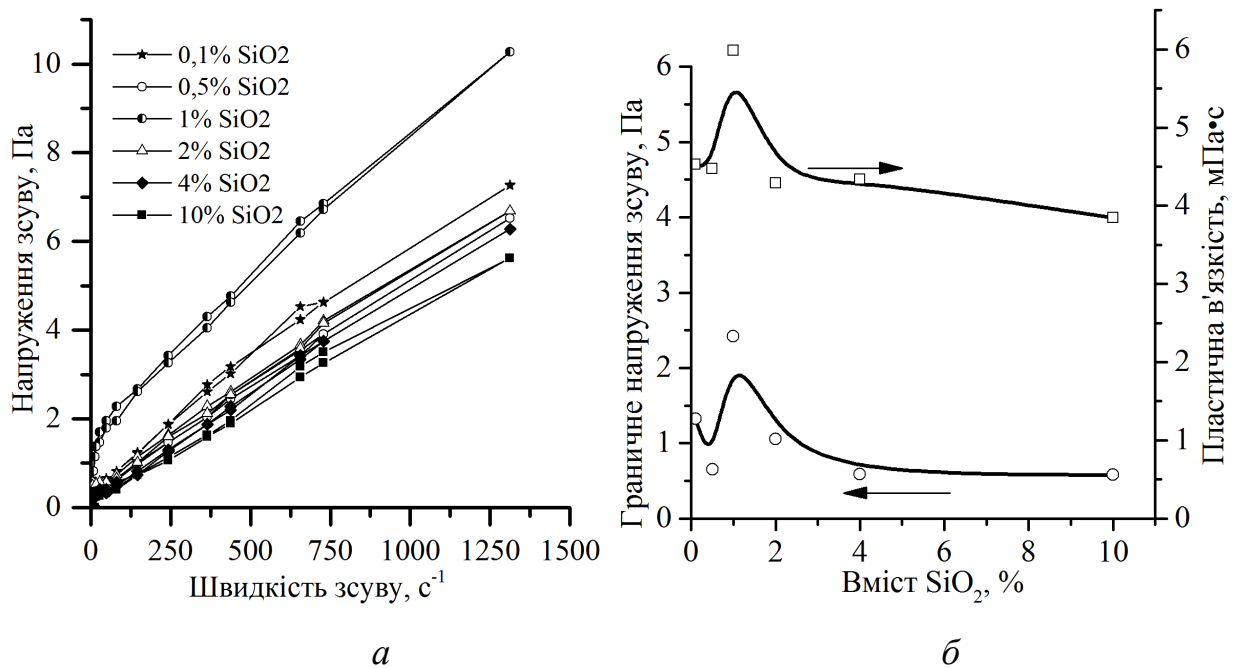 10
8
6
4
2
0
Напруження зсуву, Па
0,1% SiO2
0,5% SiO2
1% SiO2
2% SiO2
4% SiO2
10% SiO2
0 250 500 750 1000 1250 1500
Швидкість зсуву, с-1
а
6
5
4
3
2
1
0
Граничне напруження зсуву, Па
6
5
4
3
2
1
0
Пластична в'язкість, мПа•с
0 2 4 6 8 10
Вміст SiO2, %
б